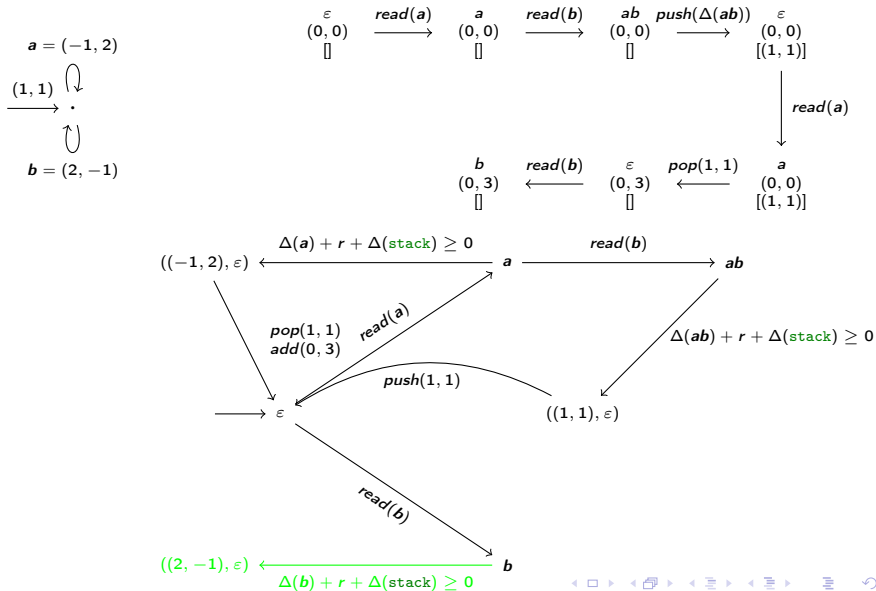 a = (−1, 2)
(1, 1)
·
b = (2, −1)
ε
(0, 0)
[]
read(a)
a
(0, 0)
[]
read(b)
ab
(0, 0)
[]
push(Δ(ab))
ε
(0, 0)
[(1, 1)]
read(a)
b
(0, 3)
[]
read(b)
ε
(0, 3)
[]
pop(1, 1)
a
(0, 0)
[(1, 1)]
((−1, 2), ε)
Δ(a) + r + Δ(stack) ≥ 0
a
read(b)
ab
pop(1, 1)
add(0, 3)
read(a)
Δ(ab) + r + Δ(stack) ≥ 0
push(1, 1)
ε
((1, 1), ε)
read(b)
((2, −1), ε)
Δ(b) + r + Δ(stack) ≥ 0
b